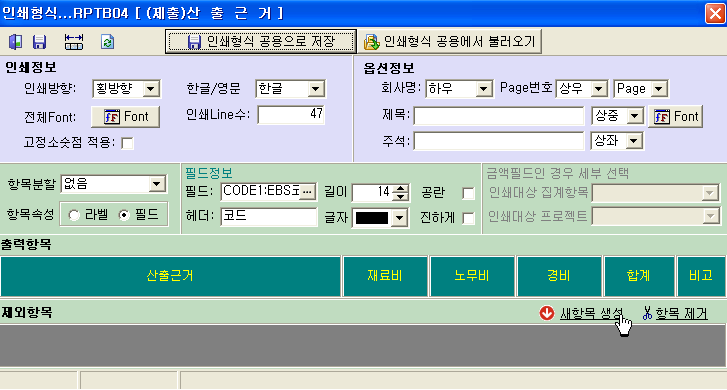 인쇄형식...RPTB04 [ (제출)산 출 근 거 ]
인쇄형식 공용으로 저장 인쇄형식 공용에서 불러오기
인쇄정보 옵션정보
인쇄방향: 횡방향 한글/영문 한글 회사명: 하우 Page번호 상우 Page
전체Font: Font 인쇄Line수: 47 제목: 상중 Font
고정소숫점 적용: 주석: 상좌
필드정보 금액필드인 경우 세부 선택
항목분할 없음 필드: CODE1:EBS코 ... 길이 14 공란 인쇄대상 집계항목
항목속성 라벨 필드 헤더: 코드 글자 진하게 인쇄대상 프로젝트
출력항목
산출근거 재료비 노무비 경비 합계 비고
제외항목 새항목 생성 항목 제거